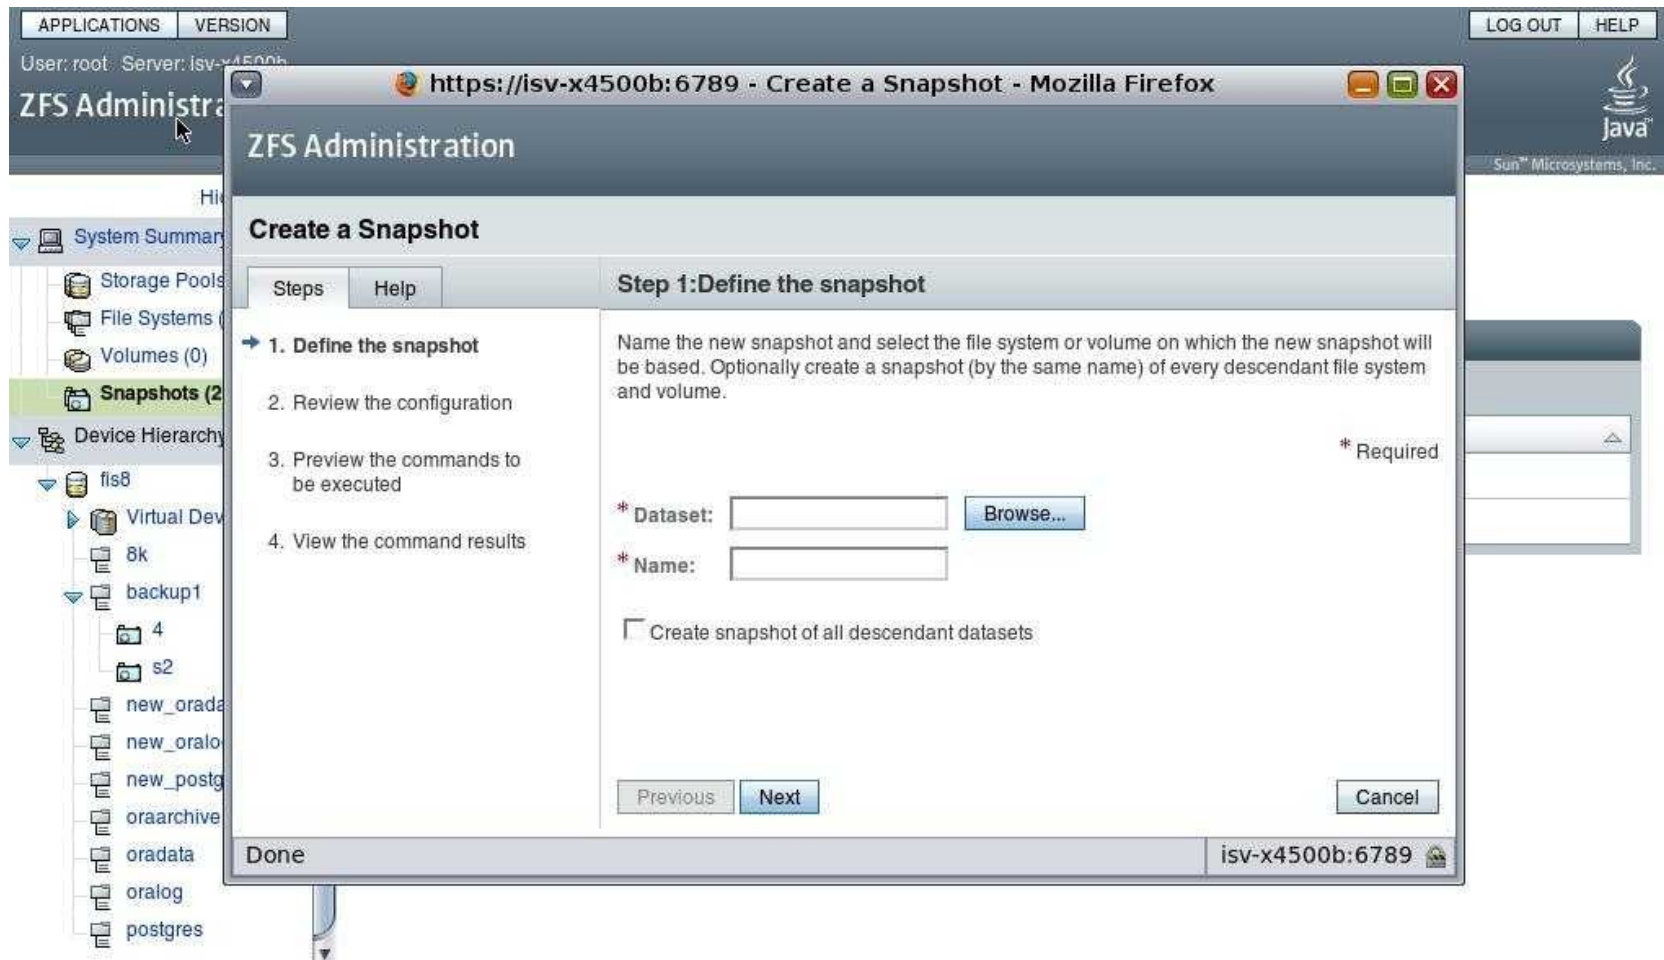 APPLICATIONS VERSION
LOG OUT HELP
User: root Server: isv-x4500b
ZFS Administra
Java™
Sun™ Microsystems, Inc.
https://isv-x4500b:6789 - Create a Snapshot - Mozilla Firefox
ZFS Administration
Create a Snapshot
Steps Help
1. Define the snapshot
2. Review the configuration
3. Preview the commands to
be executed
4. View the command results
Step 1:Define the snapshot
Name the new snapshot and select the file system or volume on which the new snapshot will
be based. Optionally create a snapshot (by the same name) of every descendant file system
and volume.
* Required
* Dataset: Browse...
* Name:
Create snapshot of all descendant datasets
Previous Next Cancel
Done isv-x4500b:6789
System Summar
Storage Pools
File Systems (
Volumes (0)
Snapshots (2
Device Hierarchy
fis8
Virtual Dev
8k
backup1
4
s2
new_orada
new_oralo
new_postg
oraarchive
oradata
oralog
postgres